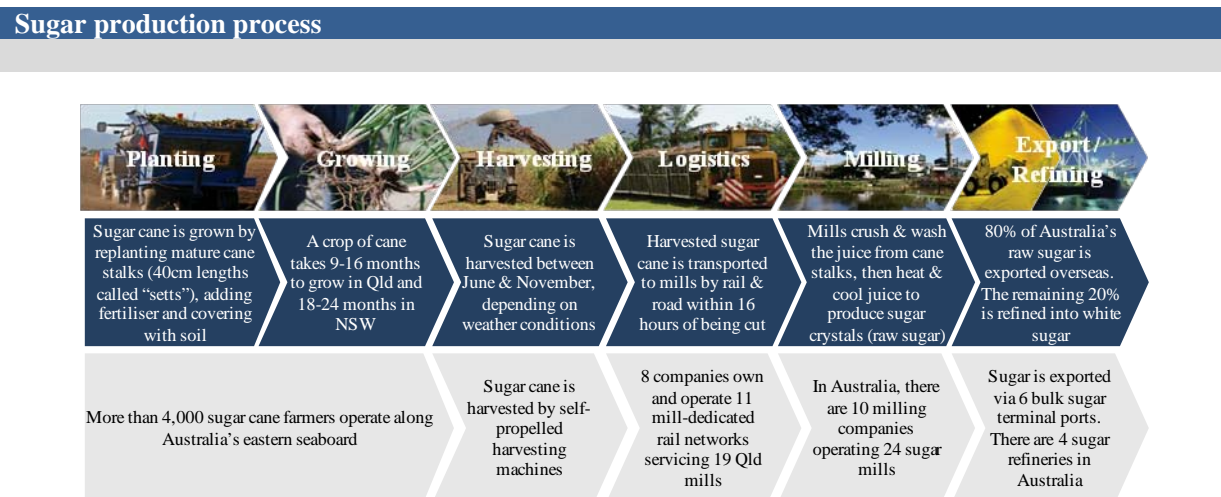 Sugar production process
Planting
Growing
Harvesting
Logistics
Milling
Export/
Refining
Sugar cane is grown by
replanting mature cane
stalks (40cm lengths
called “setts”), adding
fertiliser and covering
with soil
A crop of cane
takes 9-16 months
to grow in Qld and
18-24 months in
NSW
Sugar cane is
harvested between
June & November,
depending on
weather conditions
Harvested sugar
cane is transported
to mills by rail &
road within 16
hours of being cut
Mills crush & wash
the juice from cane
stalks, then heat &
cool juice to
produce sugar
crystals (raw sugar)
80% of Australia’s
raw sugar is
exported overseas.
The remaining 20%
is refined into white
sugar
More than 4,000 sugar cane farmers operate along
Australia’s eastern seaboard
Sugar cane is
harvested by self-
propelled
harvesting
machines
8 companies own
and operate 11
mill-dedicated
rail networks
servicing 19 Qld
mills
In Australia, there
are 10 milling
companies
operating 24 sugar
mills
Sugar is exported
via 6 bulk sugar
terminal ports.
There are 4 sugar
refineries in
Australia